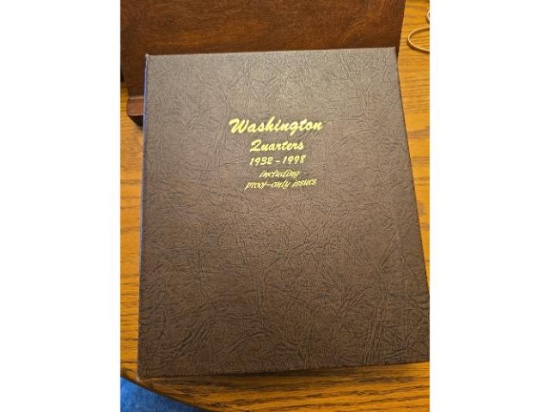 Washington
Quarters
1932-1998
including
proof-only issues